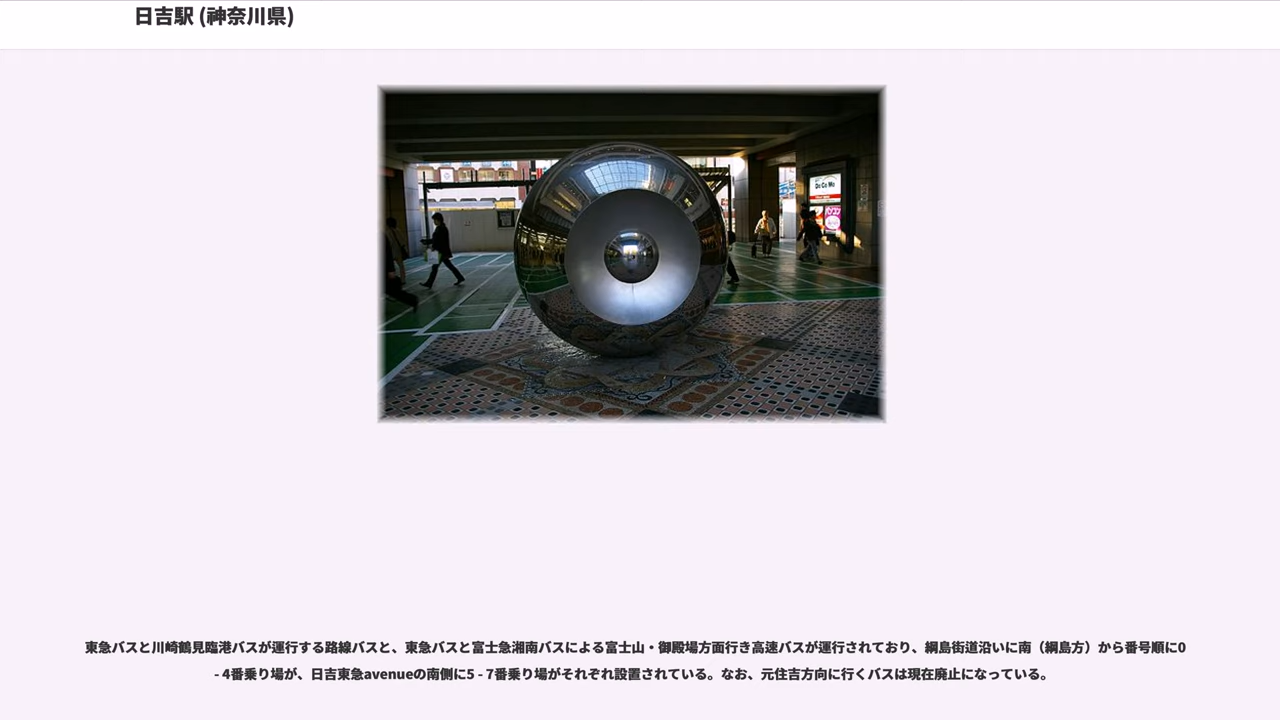 日吉駅 (神奈川県)
DoCoMo
パソコン
東急バスと川崎鶴見臨港バスが運行する路線バスと、東急バスと富士急湘南バスによる富士山・御殿場方面行き高速バスが運行されており、綱島街道沿いに南（綱島方）から番号順に0
- 4番乗り場が、日吉東急avenueの南側に5 - 7番乗り場がそれぞれ設置されている。なお、元住吉方向に行くバスは現在廃止になっている。